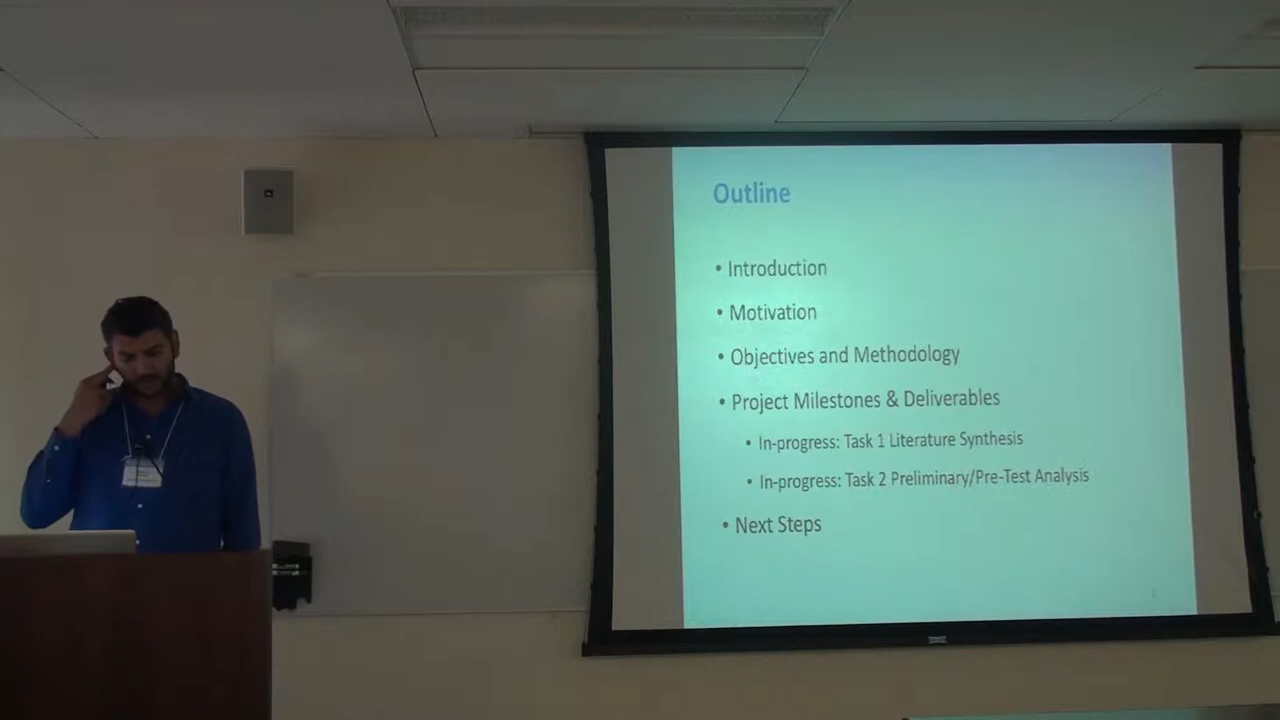 Outline
• Introduction
• Motivation
• Objectives and Methodology
• Project Milestones & Deliverables
• In-progress: Task 1 Literature Synthesis
• In-progress: Task 2 Preliminary/Pre-Test Analysis
• Next Steps